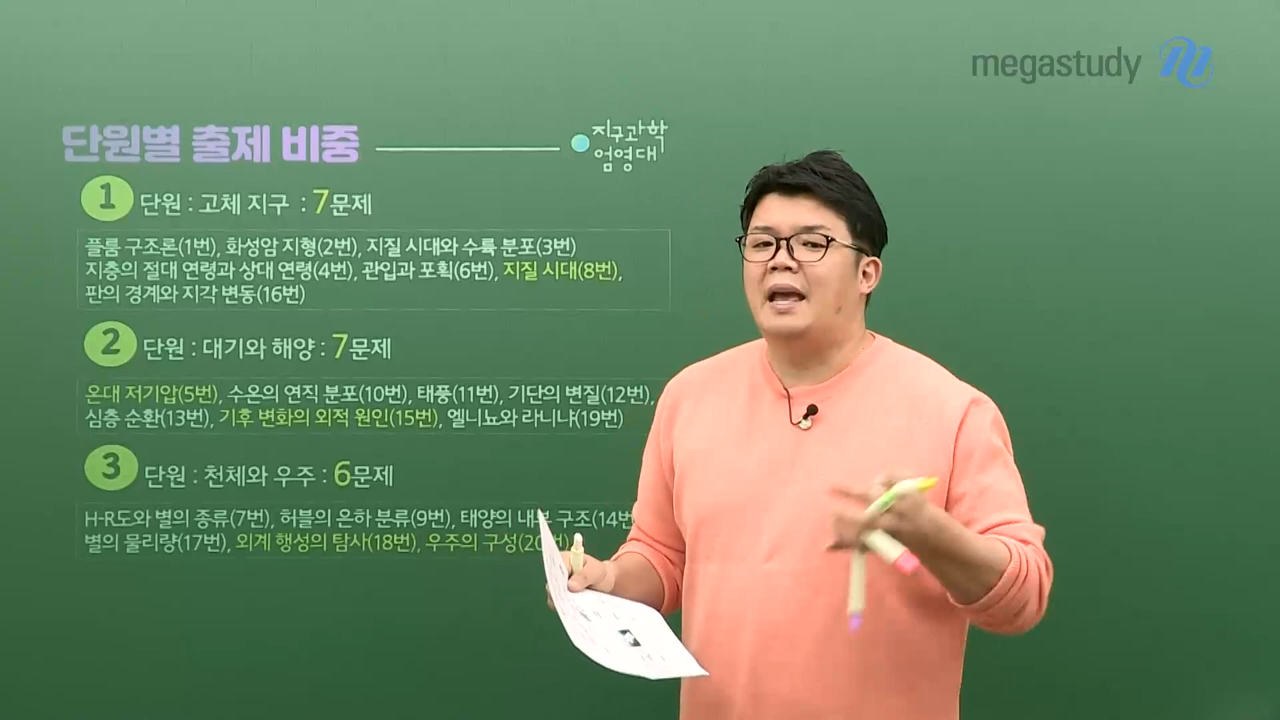 megastudy
단원별 출제 비중
지구과학
엄영대
1 단원 : 고체 지구 : 7문제
플룸 구조론(1번), 화성암 지형(2번), 지질 시대와 수륙 분포(3번)
지층의 절대 연령과 상대 연령(4번), 관입과 포획(6번), 지질 시대(8번),
판의 경계와 지각 변동(16번)
2 단원 : 대기와 해양 : 7문제
온대 저기압(5번), 수온의 연직 분포(10번), 태풍(11번), 기단의 변질(12번),
심층 순환(13번), 기후 변화의 외적 원인(15번), 엘니뇨와 라니냐(19번)
3 단원 : 천체와 우주 : 6문제
H-R도와 별의 종류(7번), 허블의 은하 분류(9번), 태양의 내부 구조(14번
별의 물리량(17번), 외계 행성의 탐사(18번), 우주의 구성(20번)